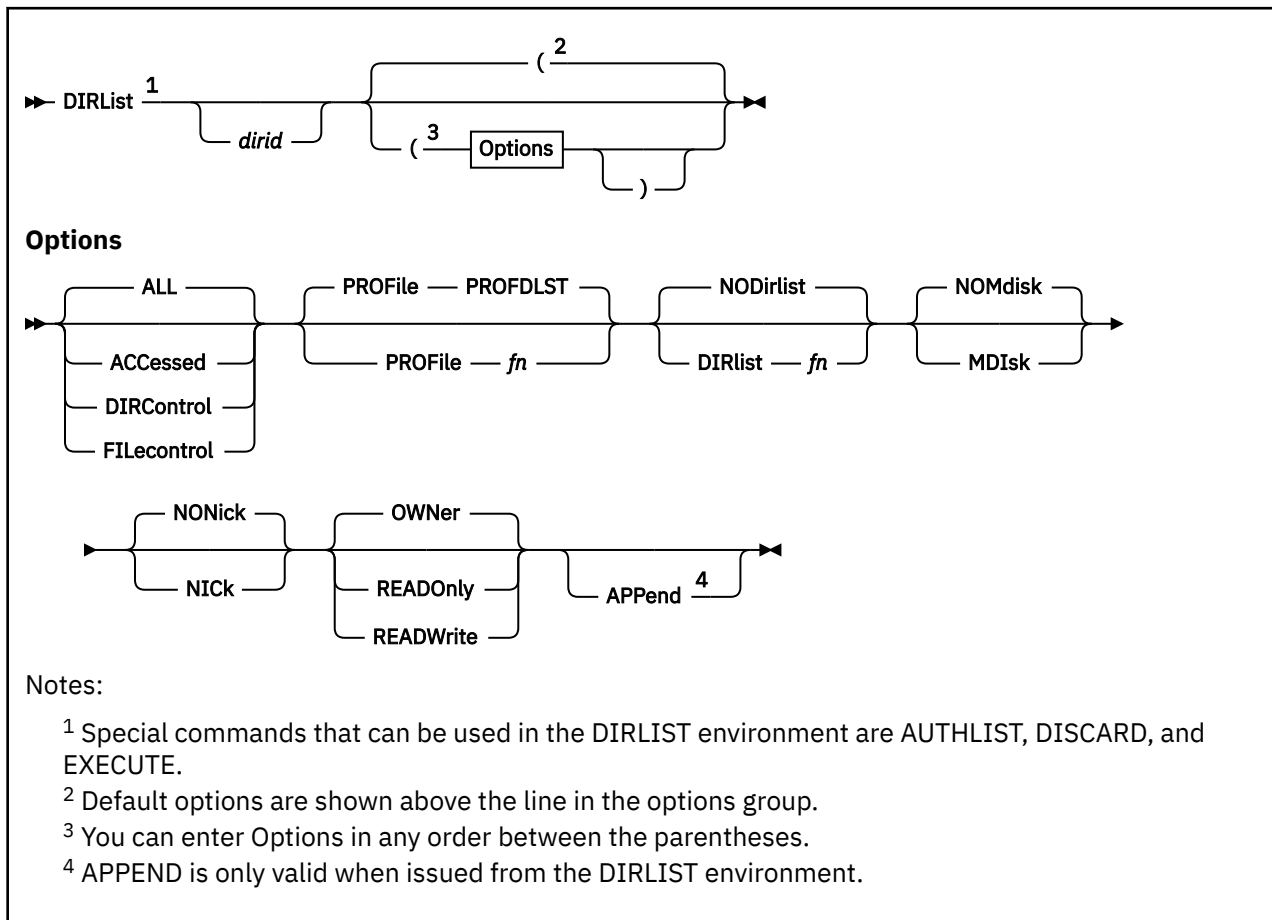 ( 2
DIRList 1
dirid
( 3 Options
)
Options
ALL PROFile PROFDLST NODirlist NOMdisk
ACCessed PROFile fn DIRlist fn MDIsk
DIRControl
FILecontrol
NONick OWNer
NICk READOnly APPend 4
READWrite
Notes:
1 Special commands that can be used in the DIRLIST environment are AUTHLIST, DISCARD, and
EXECUTE.
2 Default options are shown above the line in the options group.
3 You can enter Options in any order between the parentheses.
4 APPEND is only valid when issued from the DIRLIST environment.